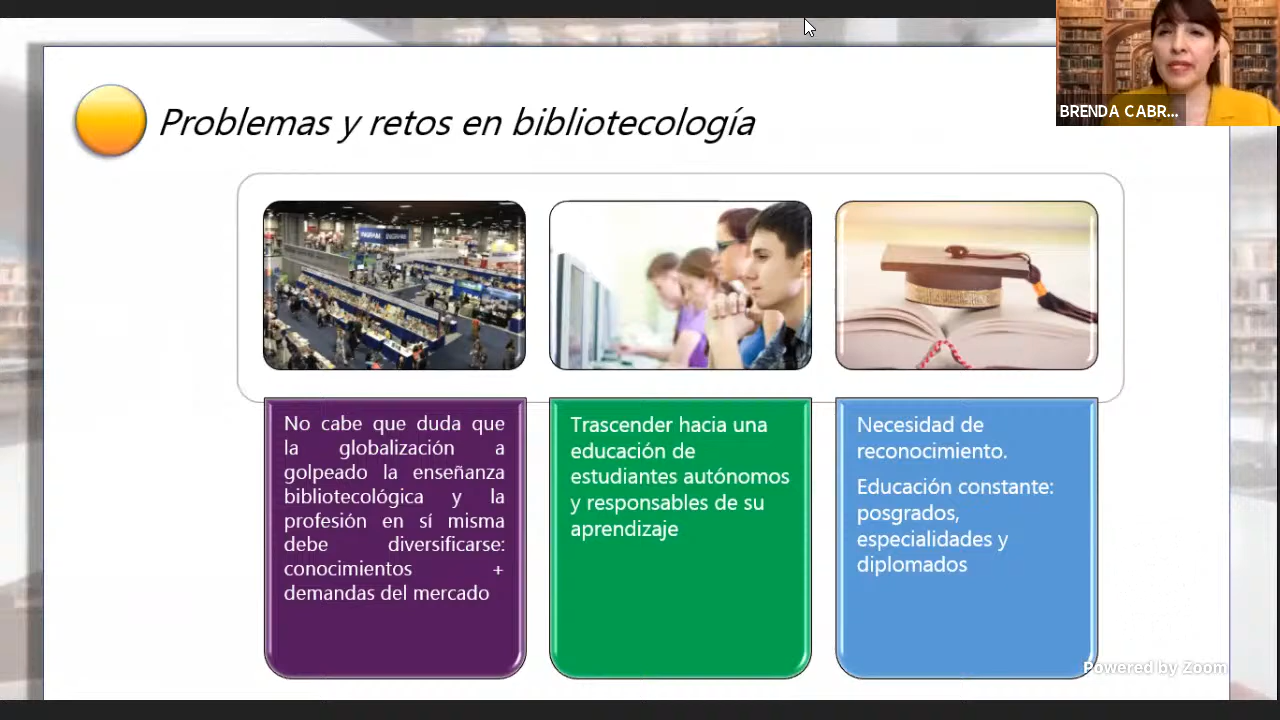 BRENDA CABR...
Problemas y retos en bibliotecología
INGRAM
No cabe que duda que
la globalización a
golpeado la enseñanza
bibliotecológica y la
profesión en sí misma
debe diversificarse:
conocimientos +
demandas del mercado
Trascender hacia una
educación de
estudiantes autónomos
y responsables de su
aprendizaje
Necesidad de
reconocimiento.
Educación constante:
posgrados,
especialidades y
diplomados
Powered by Zoom